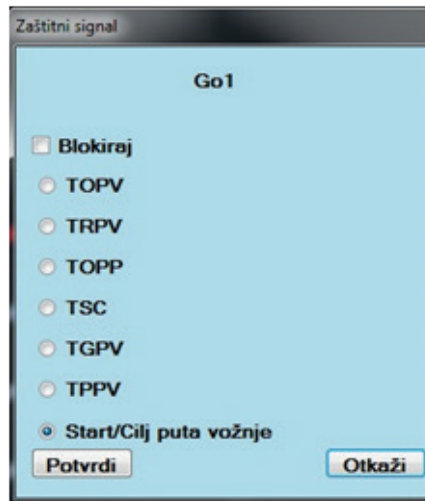 Zaštitni signal
Go1
Blokiraj
TOPV
TRPV
TOPP
TSC
TGPV
TPPV
Start/Cilj puta vožnje
Potvrdi Otkaži